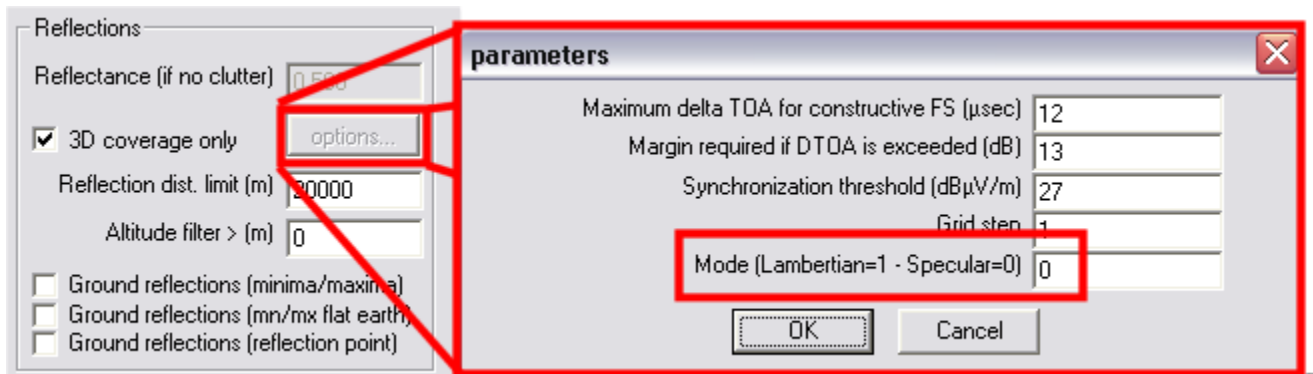 Reflections
Reflectance (if no clutter)
3D coverage only options...
Reflection dist. limit (m) 20000
Altitude filter > (m) 0
Ground reflections (minima/maxima)
Ground reflections (mn/mx flat earth)
Ground reflections (reflection point)
parameters
Maximum delta TOA for constructive FS (µsec) 12
Margin required if DTOA is exceeded (dB) 13
Synchronization threshold (dBµV/m) 27
Grid step 1
Mode (Lambertian=1 - Specular=0) 0
OK Cancel